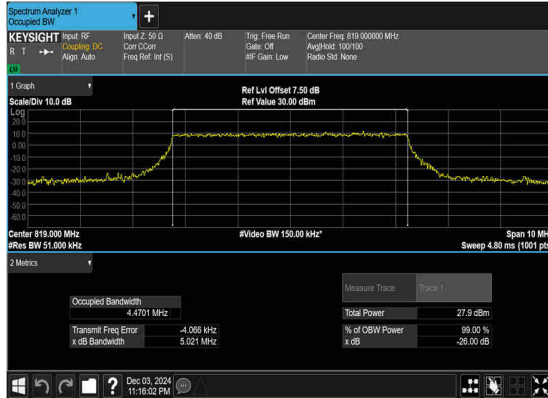 Spectrum Analyzer 1
Occupied BW
+
KEYSIGHT Input: RF Input Z: 50 Ω Atten: 40 dB Trig: Free Run Center Freq: 819.000000 MHz
R T Coupling: DC Corr CCorr Gate: Off Avg|Hold: 100/100
Align: Auto Freq Ref: Int (S) #IF Gain: Low Radio Std: None
1 Graph
Ref Lvl Offset 7.50 dB
Scale/Div 10.0 dB Ref Value 30.00 dBm
Log
20.0
10.0
0.00
-10.0
-20.0
-30.0
-40.0
-50.0
-60.0
Center 819.000 MHz #Video BW 150.00 kHz* Span 10 MH
#Res BW 51.000 kHz Sweep 4.80 ms (1001 pts
2 Metrics
Measure Trace Trace 1
Occupied Bandwidth
4.4701 MHz Total Power 27.9 dBm
Transmit Freq Error -4.066 kHz % of OBW Power 99.00 %
x dB Bandwidth 5.021 MHz x dB -26.00 dB
? Dec 03, 2024
11:16:02 PM